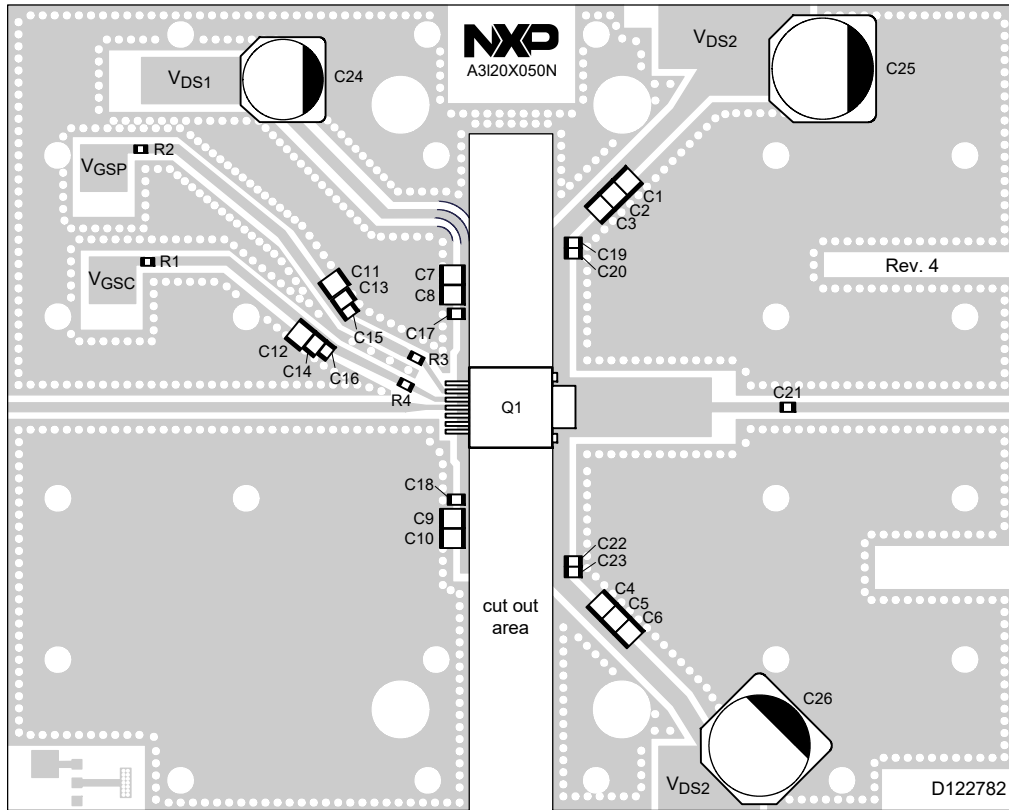 NXP
A3I20X050N
VDS1
C24
VDS2
C25
R2
VGSP
C1
C2
C3
R1
VGSC
C11
C13
C15
C7
C8
C17
C19
C20
Rev. 4
C12
C14
C16
R3
R4
Q1
C21
C18
C9
C10
C22
C23
cut out
area
C4
C5
C6
C26
VDS2
D122782